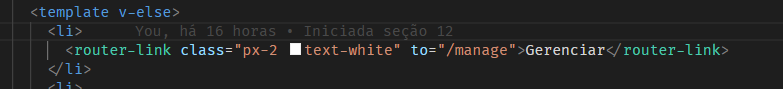 <template v-else>
<li> You, há 16 horas • Iniciada seção 12
<router-link class="px-2 text-white" to="/manage">Gerenciar</router-link>
</li>
<li>